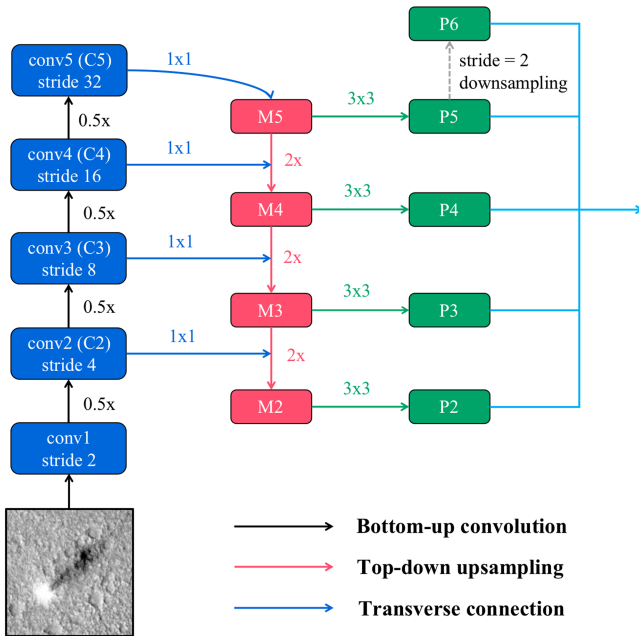 P6
1x1
conv5 (C5)
stride 32
stride = 2
downsampling
3x3
M5
P5
0.5x
1x1
2x
conv4 (C4)
stride 16
3x3
M4
P4
0.5x
1x1
2x
conv3 (C3)
stride 8
3x3
M3
P3
0.5x
1x1
2x
conv2 (C2)
stride 4
3x3
M2
P2
0.5x
conv1
stride 2
Bottom-up convolution
Top-down upsampling
Transverse connection